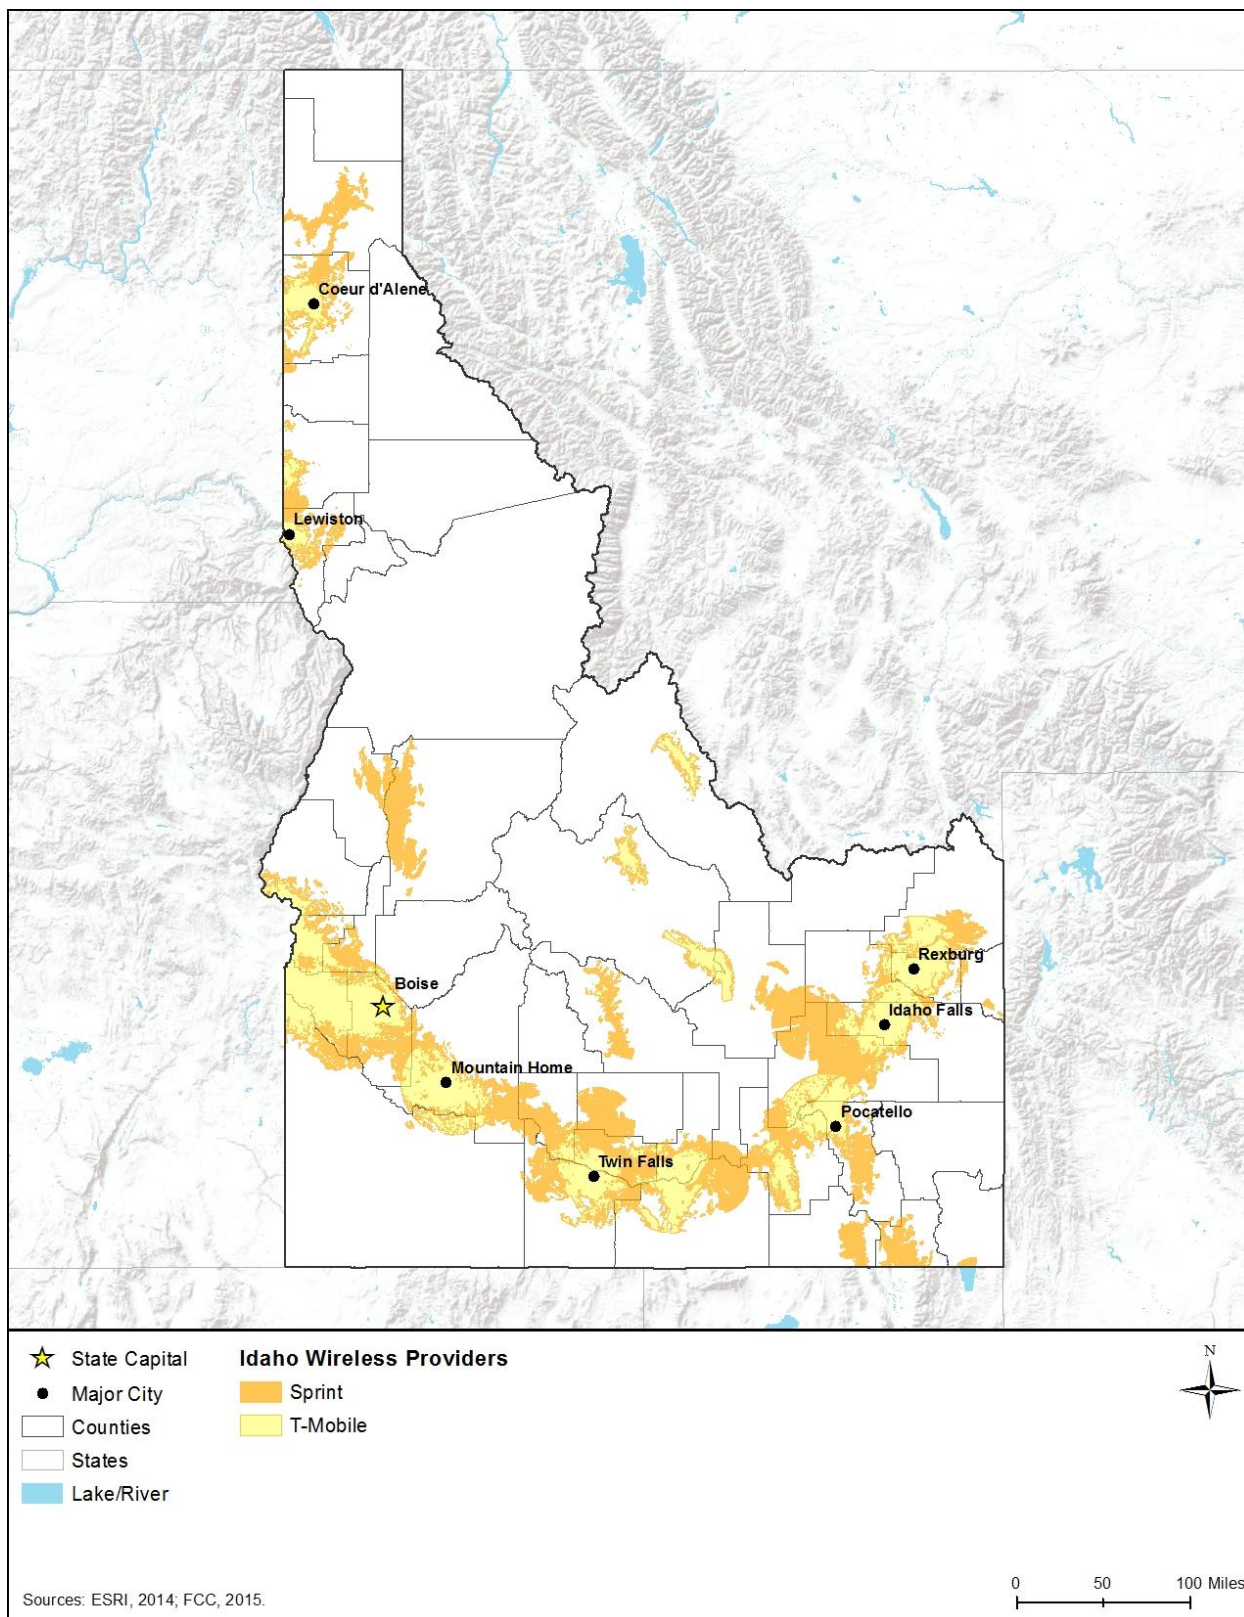 Coeur d'Alene
Lewiston
Boise
Rexburg
Idaho Falls
Mountain Home
Pocatello
Twin Falls
State Capital
Major City
Counties
States
Lake/River
Idaho Wireless Providers
Sprint
T-Mobile
N
Sources: ESRI, 2014; FCC, 2015.
0 50 100 Miles